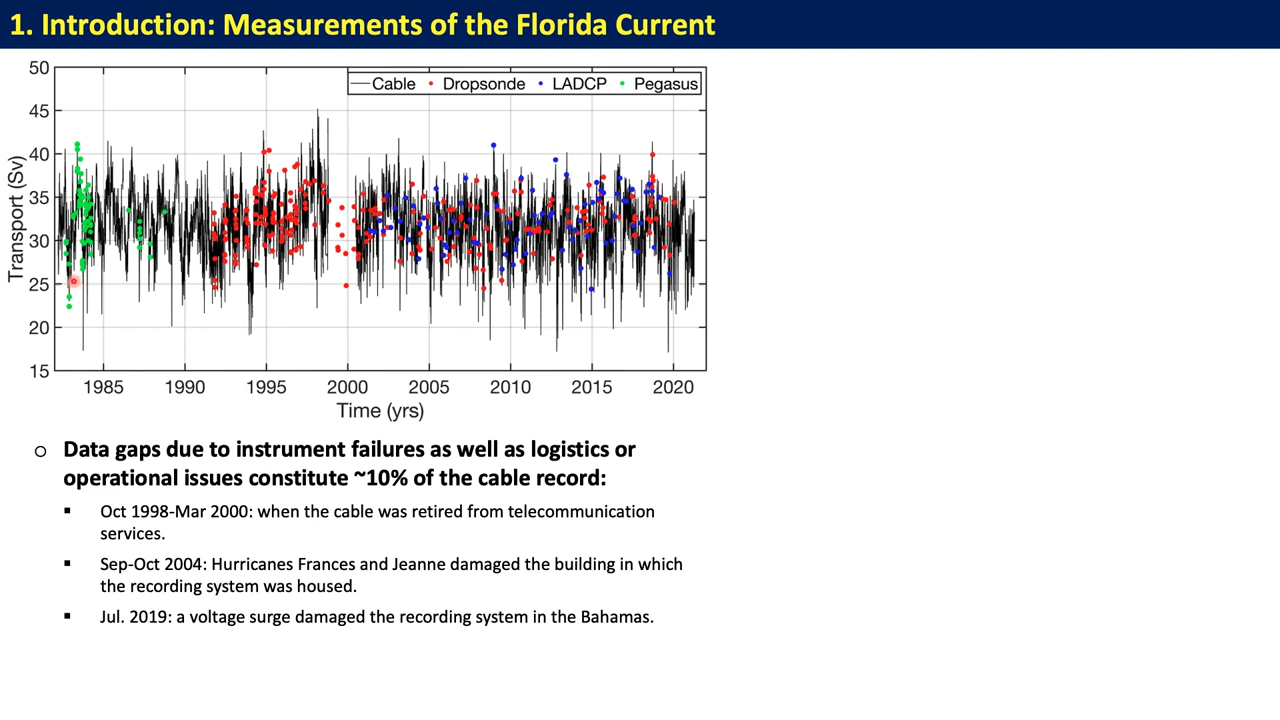 1. Introduction: Measurements of the Florida Current
Cable Dropsonde LADCP Pegasus
50
45
40
35
30
25
20
15
Transport (Sv)
1985 1990 1995 2000 2005 2010 2015 2020
Time (yrs)
Data gaps due to instrument failures as well as logistics or
operational issues constitute ~10% of the cable record:
Oct 1998-Mar 2000: when the cable was retired from telecommunication
services.
Sep-Oct 2004: Hurricanes Frances and Jeanne damaged the building in which
the recording system was housed.
Jul. 2019: a voltage surge damaged the recording system in the Bahamas.